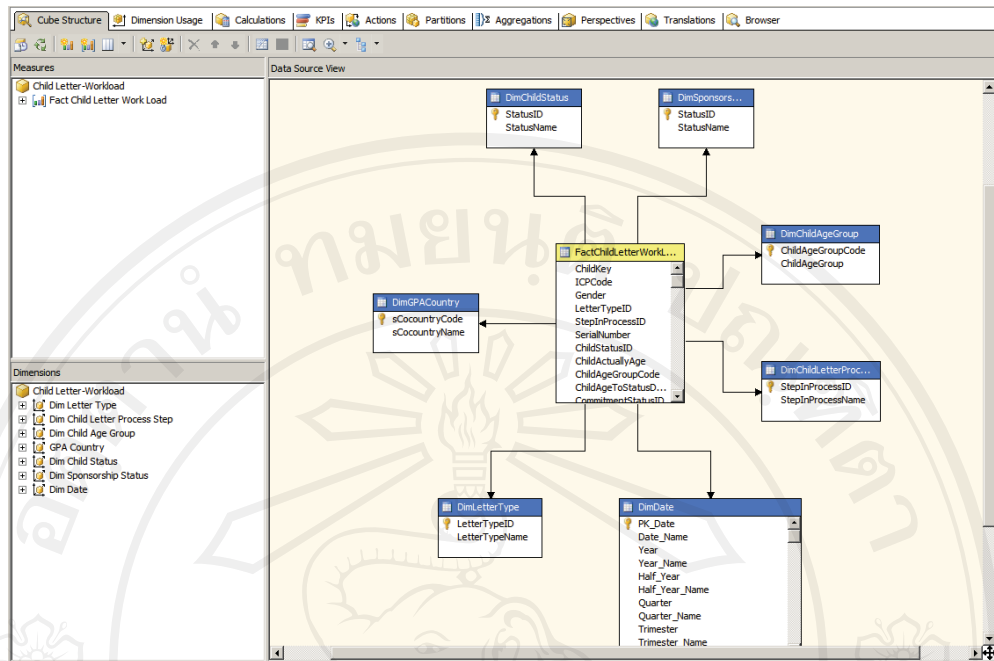 Cube Structure Dimension Usage Calculations KPIs Actions Partitions Aggregations Perspectives Translations Browser
Measures
Child Letter-Workload
Fact Child Letter Work Load
Dimensions
Child Letter-Workload
Dim Letter Type
Dim Child Letter Process Step
Dim Child Age Group
GPA Country
Dim Child Status
Dim Sponsorship Status
Dim Date
Data Source View
DimChildStatus
StatusID
StatusName
DimSponsors...
StatusID
StatusName
DimChildAgeGroup
ChildAgeGroupCode
ChildAgeGroup
FactChildLetterWorkL...
ChildKey
ICPCode
Gender
LetterTypeID
StepInProcessID
SerialNumber
ChildStatusID
ChildActuallyAge
ChildAgeGroupCode
ChildAgeToStatusD...
CommitmentStatusID
DimGPACountry
sCocountryCode
sCocountryName
DimChildLetterProc...
StepInProcessID
StepInProcessName
DimLetterType
LetterTypeID
LetterTypeName
DimDate
PK_Date
Date_Name
Year
Year_Name
Half_Year
Half_Year_Name
Quarter
Quarter_Name
Trimester
Trimester_Name